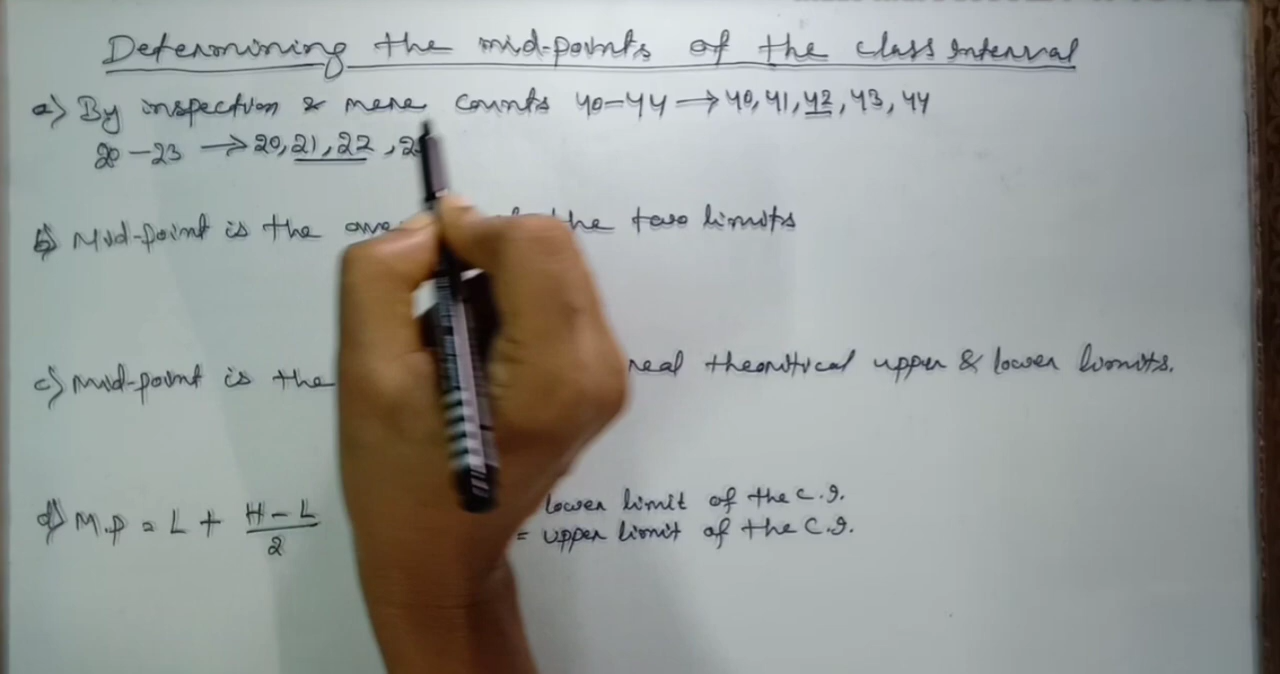 Determining the mid-points of the class Interval
a) By inspection & mere counts 40-44 → 40, 41, 42, 43, 44
20-23 → 20, 21, 22,
b) Mid-point is the the two limits
c) Mid-point is the real theoritical upper & lower limits.
d) M.P = L + H-L/2 lower limit of the C.I.
= upper limit of the C.I.